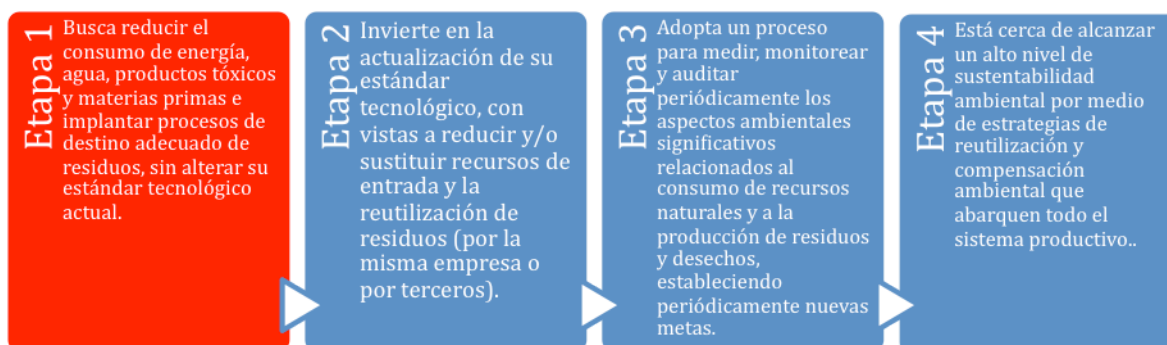 Etapa 1
Busca reducir el
consumo de energía,
agua, productos tóxicos
y materias primas e
implantar procesos de
destino adecuado de
residuos, sin alterar su
estándar tecnológico
actual.
Etapa 2
Invierte en la
actualización de su
estándar
tecnológico, con
vistas a reducir y/o
sustituir recursos de
entrada y la
reutilización de
residuos (por la
misma empresa o
por terceros).
Etapa 3
Adopta un proceso
para medir, monitorear
y auditar
periódicamente los
aspectos ambientales
significativos
relacionados al
consumo de recursos
naturales y a la
producción de residuos
y desechos,
estableciendo
periódicamente nuevas
metas.
Etapa 4
Está cerca de alcanzar
un alto nivel de
sustentabilidad
ambiental por medio
de estrategias de
reutilización y
compensación
ambiental que
abarquen todo el
sistema productivo..